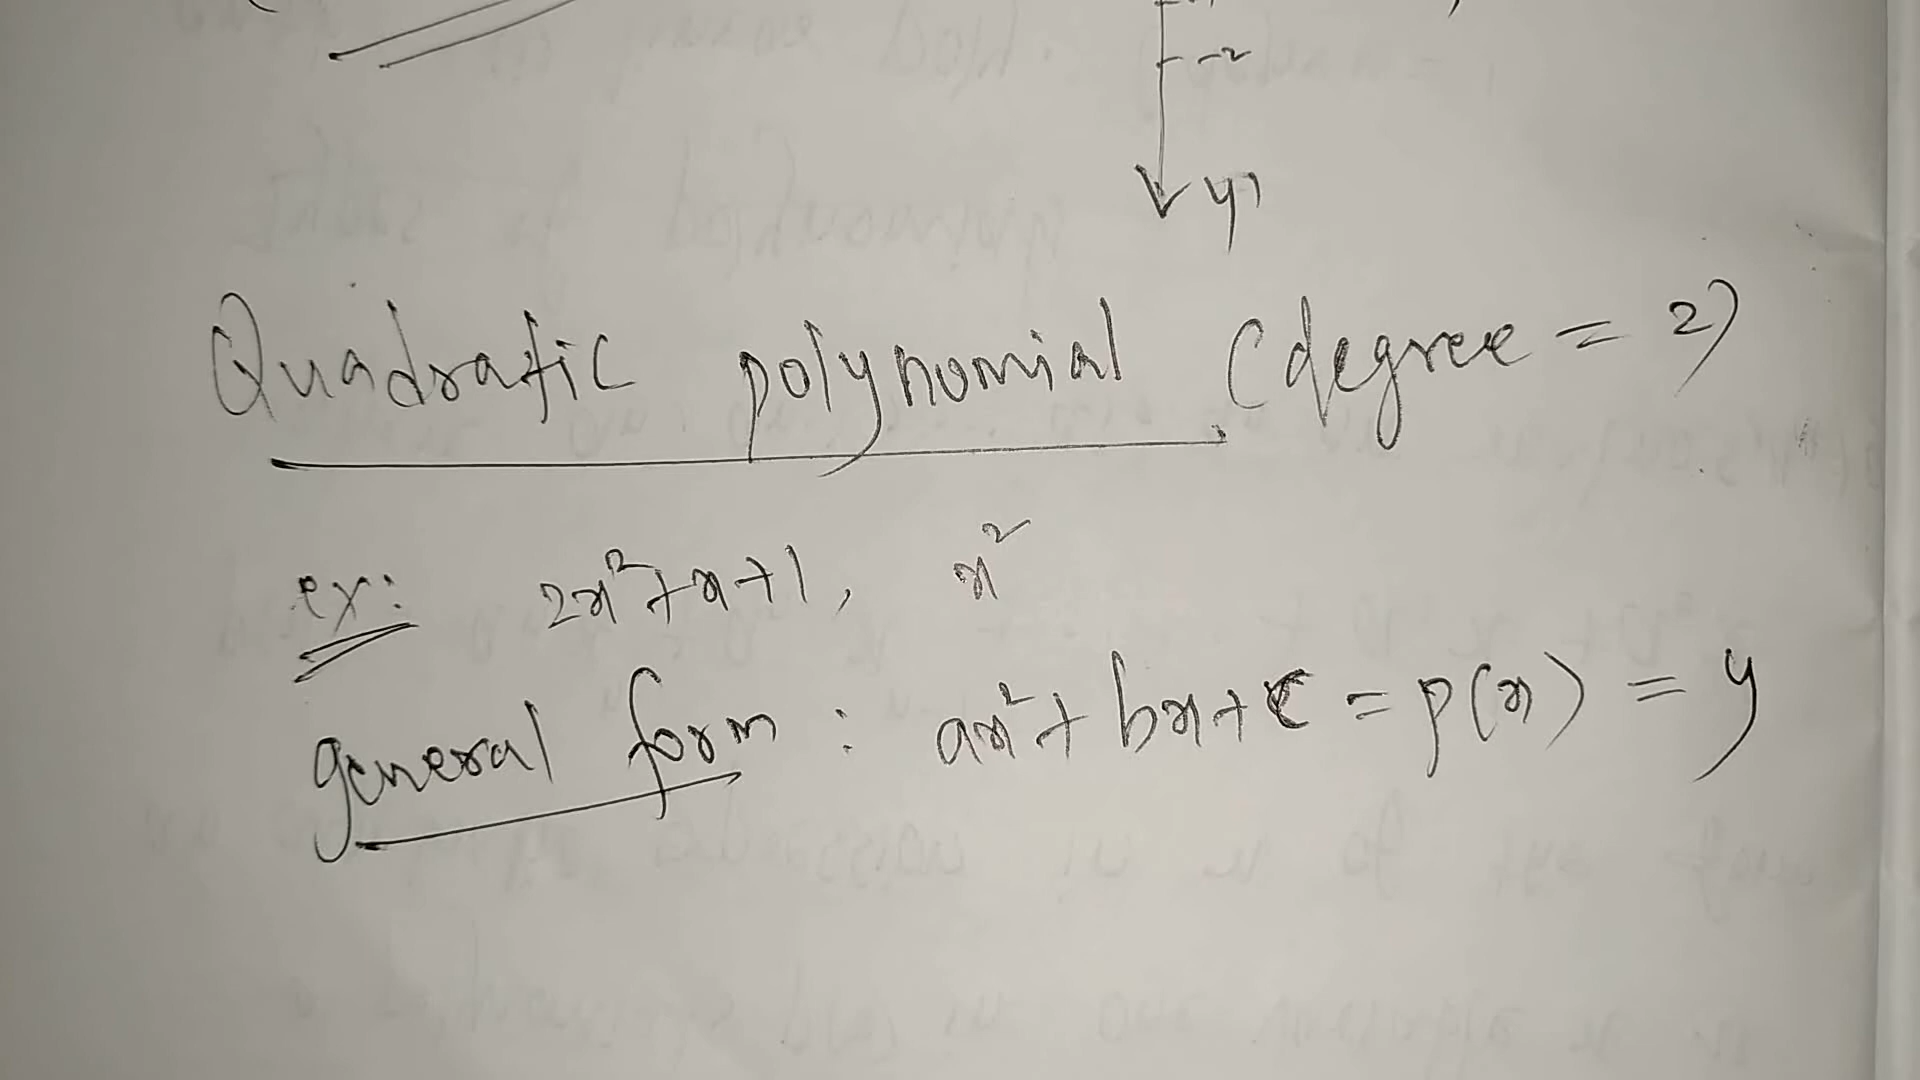 -2
y'
Quadratic polynomial (degree = 2)
ex: 2x²+x+1, x²
general form : ax²+ bx+c = p(x) = y